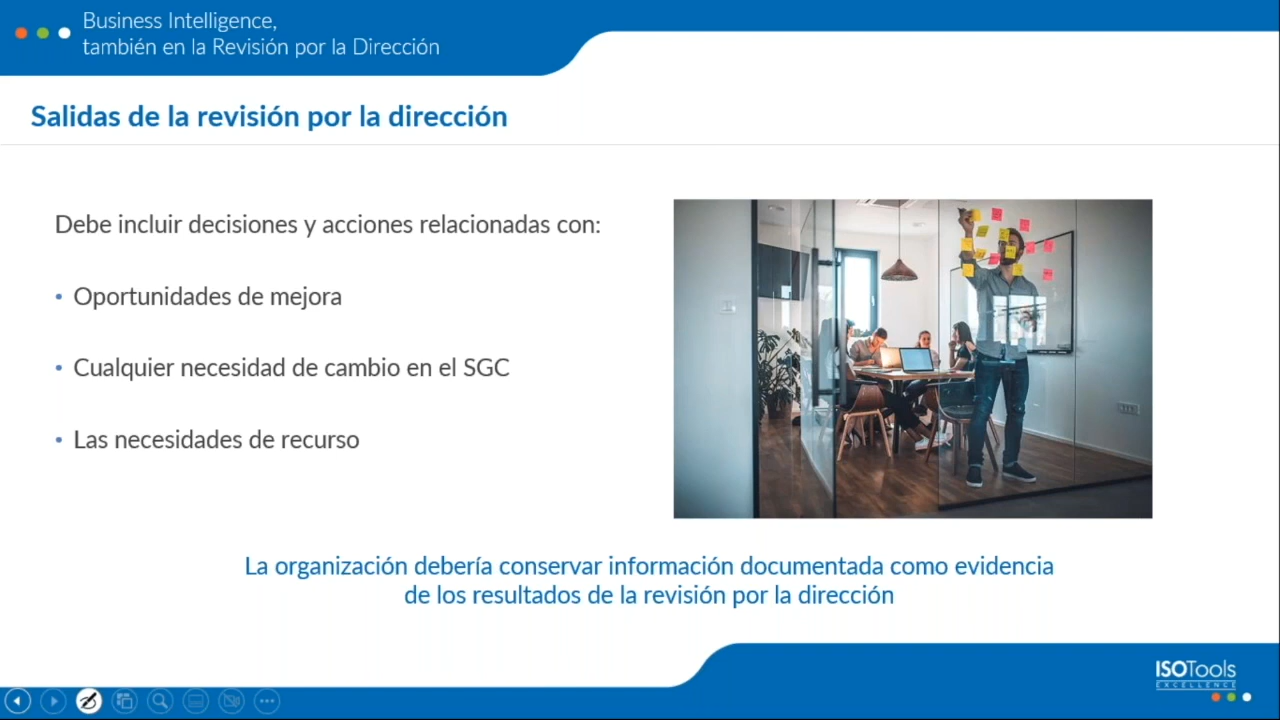 Business Intelligence,
también en la Revisión por la Dirección
Salidas de la revisión por la dirección
Debe incluir decisiones y acciones relacionadas con:
• Oportunidades de mejora
• Cualquier necesidad de cambio en el SGC
• Las necesidades de recurso
La organización debería conservar información documentada como evidencia
de los resultados de la revisión por la dirección
ISOTools
EXCELLENCE